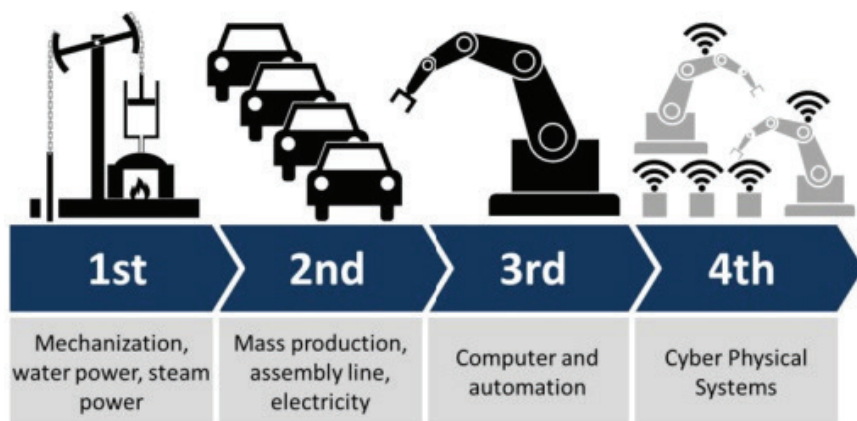 1st
2nd
3rd
4th
Mechanization,
water power, steam
power
Mass production,
assembly line,
electricity
Computer and
automation
Cyber Physical
Systems